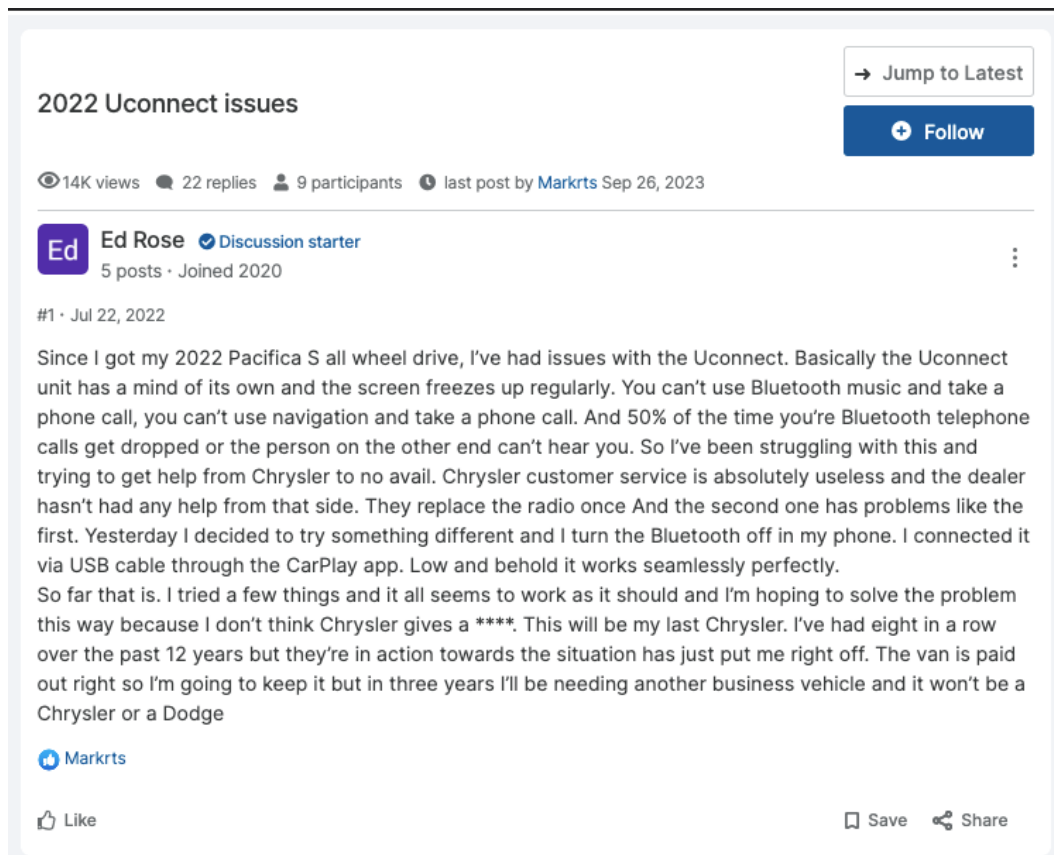 Jump to Latest
2022 Uconnect issues
Follow
14K views 22 replies 9 participants last post by Markrts Sep 26, 2023
Ed
Ed Rose Discussion starter
5 posts · Joined 2020
#1 · Jul 22, 2022
Since I got my 2022 Pacifica S all wheel drive, I've had issues with the Uconnect. Basically the Uconnect
unit has a mind of its own and the screen freezes up regularly. You can't use Bluetooth music and take a
phone call, you can't use navigation and take a phone call. And 50% of the time you're Bluetooth telephone
calls get dropped or the person on the other end can't hear you. So I've been struggling with this and
trying to get help from Chrysler to no avail. Chrysler customer service is absolutely useless and the dealer
hasn't had any help from that side. They replace the radio once And the second one has problems like the
first. Yesterday I decided to try something different and I turn the Bluetooth off in my phone. I connected it
via USB cable through the CarPlay app. Low and behold it works seamlessly perfectly.
So far that is. I tried a few things and it all seems to work as it should and I'm hoping to solve the problem
this way because I don't think Chrysler gives a ****. This will be my last Chrysler. I've had eight in a row
over the past 12 years but they're in action towards the situation has just put me right off. The van is paid
out right so I'm going to keep it but in three years I'll be needing another business vehicle and it won't be a
Chrysler or a Dodge
Markrts
Like Save Share